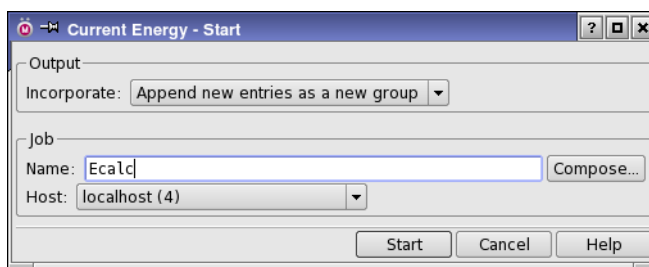 Current Energy - Start
Output
Incorporate: Append new entries as a new group
Job
Name: Ecalc
Compose...
Host: localhost (4)
Start Cancel Help